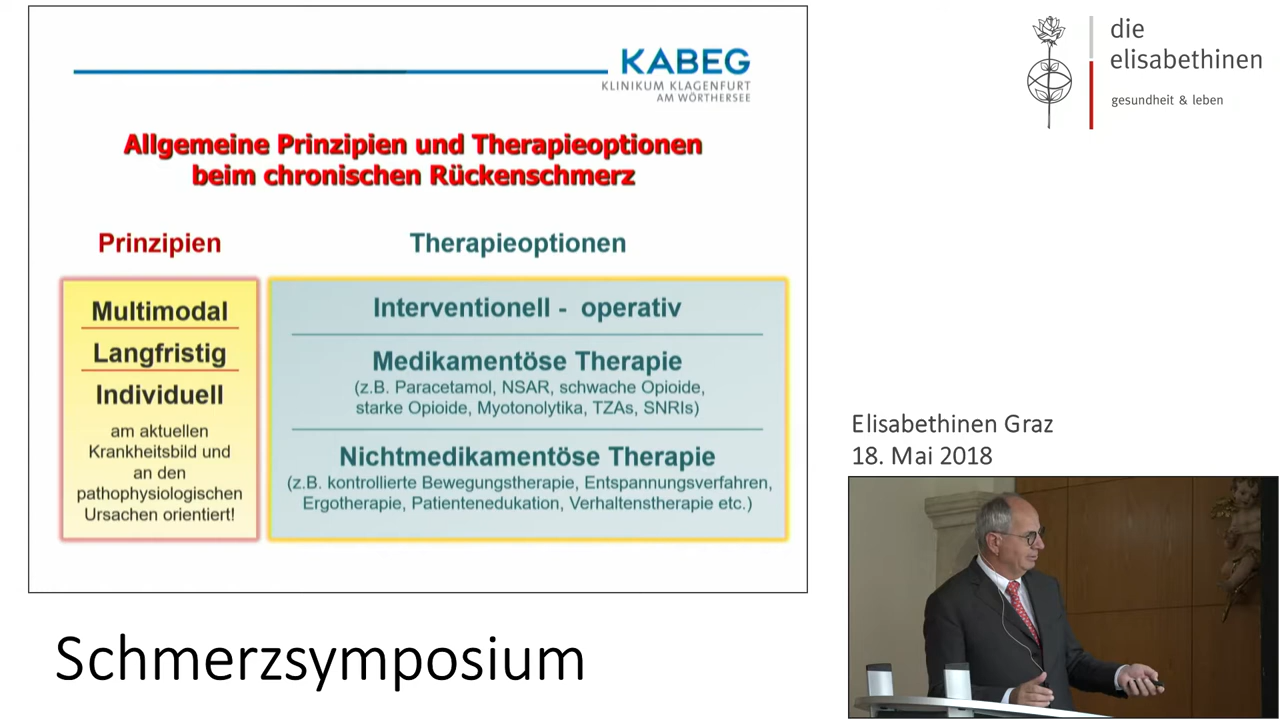 KABEG
KLINIKUM KLAGENFURT
AM WÖRTHERSEE
Allgemeine Prinzipien und Therapieoptionen
beim chronischen Rückenschmerz
Prinzipien
Multimodal
Langfristig
Individuell
am aktuellen
Krankheitsbild und
an den
pathophysiologischen
Ursachen orientiert!
Therapieoptionen
Interventionell - operativ
Medikamentöse Therapie
(z.B. Paracetamol, NSAR, schwache Opioide,
starke Opioide, Myotonolytika, TZAs, SNRIs)
Nichtmedikamentöse Therapie
(z.B. kontrollierte Bewegungstherapie, Entspannungsverfahren,
Ergotherapie, Patientenedukation, Verhaltenstherapie etc.)
die
elisabethinen
gesundheit & leben
Elisabethinen Graz
18. Mai 2018
Schmerzsymposium